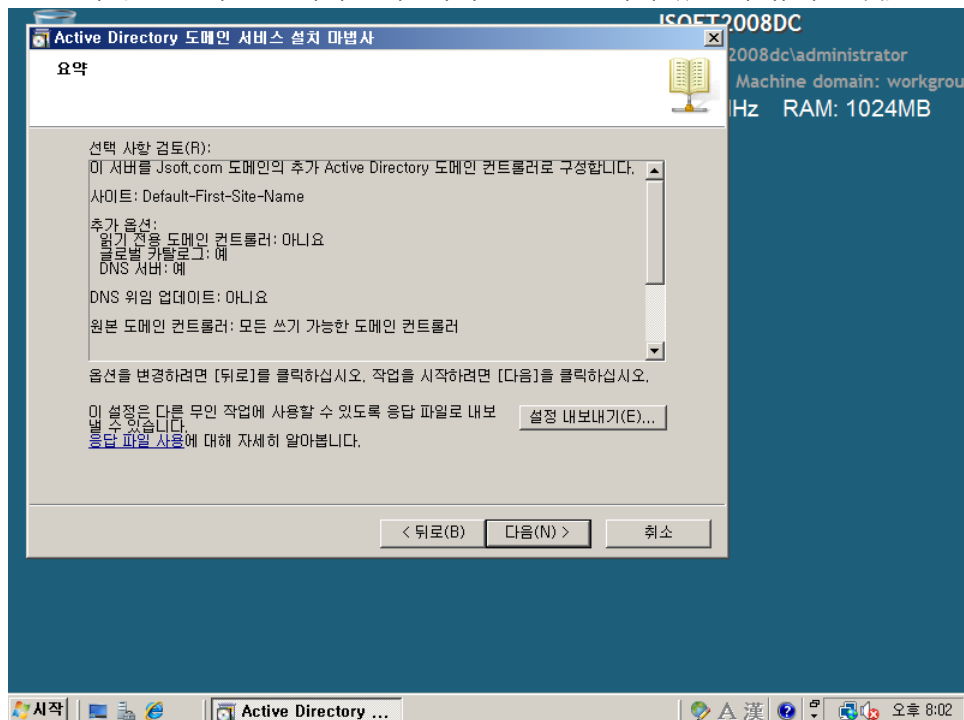 JSOFT2008DC
Active Directory 도메인 서비스 설치 마법사
2008dc\administrator
요약
Machine domain: workgrou
Hz RAM: 1024MB
선택 사항 검토(R):
이 서버를 Jsoft.com 도메인의 추가 Active Directory 도메인 컨트롤러로 구성합니다.
사이트: Default-First-Site-Name
추가 옵션:
읽기 전용 도메인 컨트롤러: 아니요
글로벌 카탈로그: 예
DNS 서버: 예
DNS 위임 업데이트: 아니요
원본 도메인 컨트롤러: 모든 쓰기 가능한 도메인 컨트롤러
옵션을 변경하려면 [뒤로]를 클릭하십시오. 작업을 시작하려면 [다음]을 클릭하십시오.
이 설정은 다른 무인 작업에 사용할 수 있도록 응답 파일로 내보
낼 수 있습니다.
설정 내보내기(E)...
응답 파일 사용에 대해 자세히 알아봅니다.
< 뒤로(B) 다음(N) > 취소
시작 Active Directory ... A 漢 오후 8:02